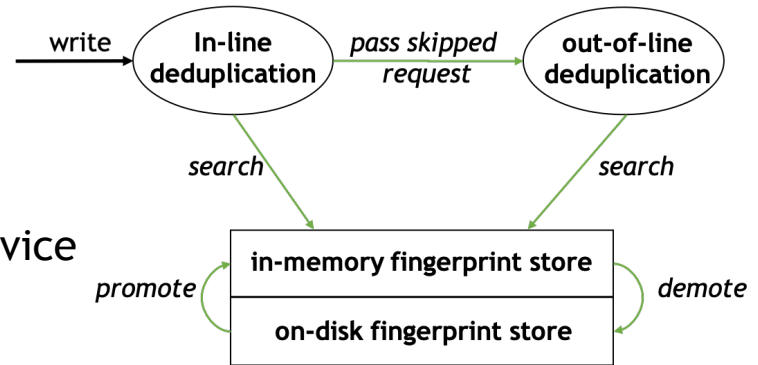 write
In-line
deduplication
pass skipped
request
out-of-line
deduplication
search
search
vice
in-memory fingerprint store
promote
demote
on-disk fingerprint store